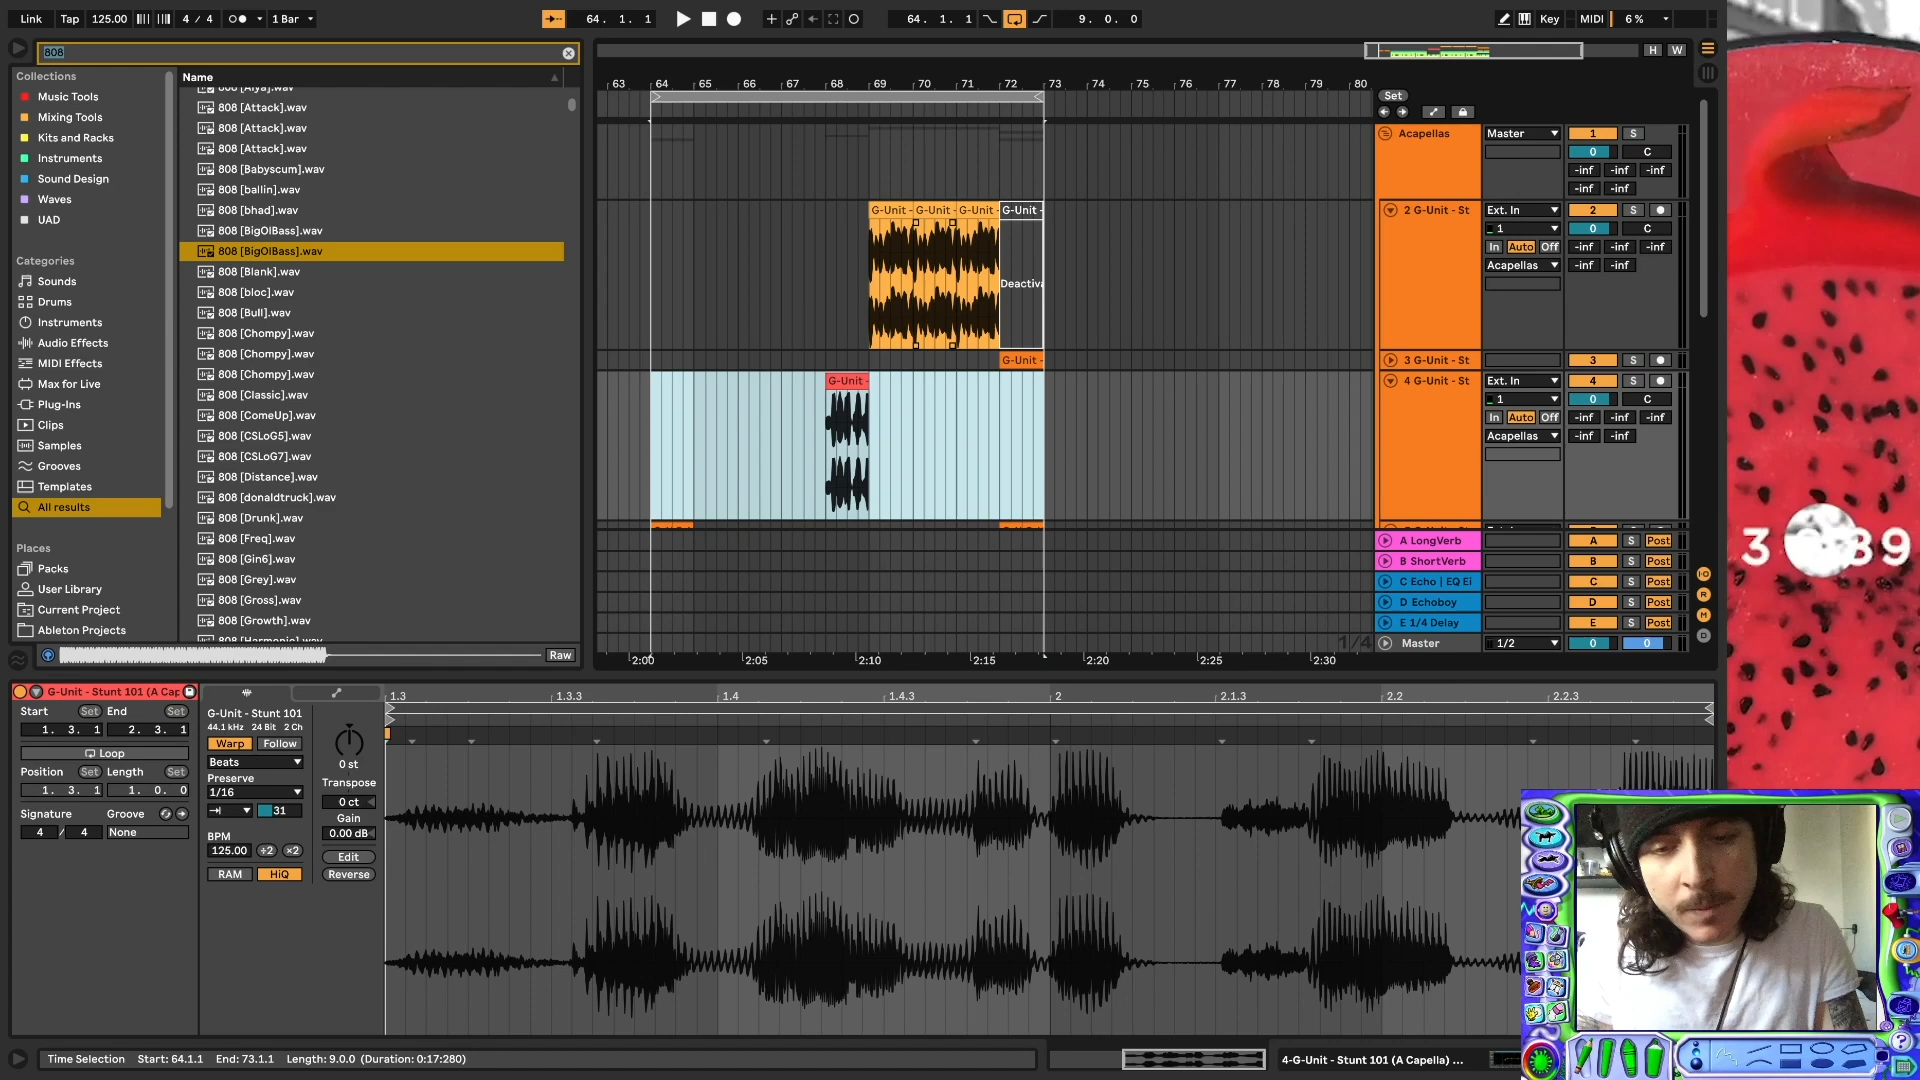 Link Tap 125.00 4 / 4 1 Bar 64. 1. 1 64. 1. 1 9. 0. 0 Key MIDI 6 %
808
H W
Collections
Music Tools
Mixing Tools
Kits and Racks
Instruments
Sound Design
Waves
UAD
Categories
Sounds
Drums
Instruments
Audio Effects
MIDI Effects
Max for Live
Plug-Ins
Clips
Samples
Grooves
Templates
All results
Places
Packs
User Library
Current Project
Ableton Projects
Name
808 [Attack].wav
808 [Attack].wav
808 [Attack].wav
808 [Babyscum].wav
808 [ballin].wav
808 [bhad].wav
808 [BigOlBass].wav
808 [BigOlBass].wav
808 [Blank].wav
808 [bloc].wav
808 [Bull].wav
808 [Chompy].wav
808 [Chompy].wav
808 [Chompy].wav
808 [Classic].wav
808 [ComeUp].wav
808 [CSLoG5].wav
808 [CSLoG7].wav
808 [Distance].wav
808 [donaldtruck].wav
808 [Drunk].wav
808 [Freq].wav
808 [Gin6].wav
808 [Grey].wav
808 [Gross].wav
808 [Growth].wav
Raw
63 64 65 66 67 68 69 70 71 72 73 74 75 76 77 78 79 80
Set
Acapellas Master 1 S
0 C
-inf -inf -inf
-inf -inf
G-Unit - G-Unit - G-Unit - G-Unit -
Deactiva
2 G-Unit - St Ext. In 2 S
1 0 C
In Auto Off -inf -inf -inf
Acapellas -inf -inf
G-Unit -
3 G-Unit - St 3 S
G-Unit -
4 G-Unit - St Ext. In 4 S
1 0 C
In Auto Off -inf -inf -inf
Acapellas -inf -inf
A LongVerb A S Post
B ShortVerb B S Post
C Echo | EQ Ei C S Post
D Echoboy D S Post
E 1/4 Delay E S Post
1/4 Master 1/2 0 0
2:00 2:05 2:10 2:15 2:20 2:25 2:30
I·O
R
M
D
3 39
G-Unit - Stunt 101 (A Cap
Start Set End Set
1. 3. 1 2. 3. 1
Loop
Position Set Length Set
1. 3. 1 1. 0. 0
Signature Groove
4 / 4 None
G-Unit - Stunt 101
44.1 kHz 24 Bit 2 Ch
Warp Follow
Beats
Preserve
1/16
31
BPM
125.00 ÷2 ×2
RAM HiQ
0 st
Transpose
0 ct
Gain
0.00 dB
Edit
Reverse
1.3 1.3.3 1.4 1.4.3 2 2.1.3 2.2 2.2.3
Time Selection Start: 64.1.1 End: 73.1.1 Length: 9.0.0 (Duration: 0:17:280)
4-G-Unit - Stunt 101 (A Capella) ...